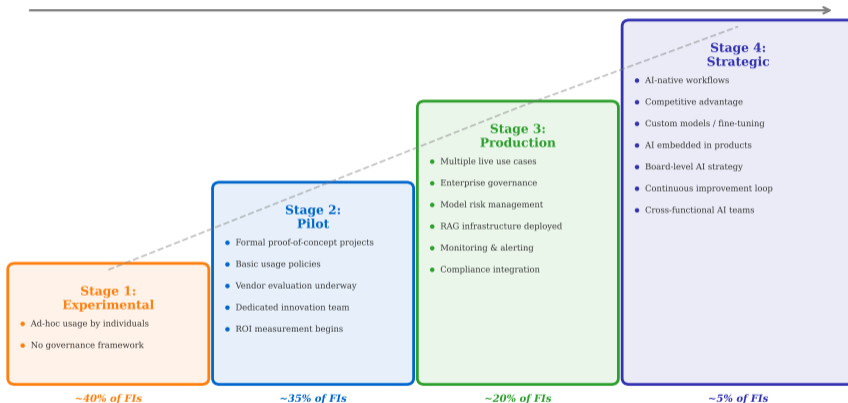 Stage 1:
Experimental
Ad-hoc usage by individuals
No governance framework
~40% of FIs
Stage 2:
Pilot
Formal proof-of-concept projects
Basic usage policies
Vendor evaluation underway
Dedicated innovation team
ROI measurement begins
~35% of FIs
Stage 3:
Production
Multiple live use cases
Enterprise governance
Model risk management
RAG infrastructure deployed
Monitoring & alerting
Compliance integration
~20% of FIs
Stage 4:
Strategic
AI-native workflows
Competitive advantage
Custom models / fine-tuning
AI embedded in products
Board-level AI strategy
Continuous improvement loop
Cross-functional AI teams
~5% of FIs